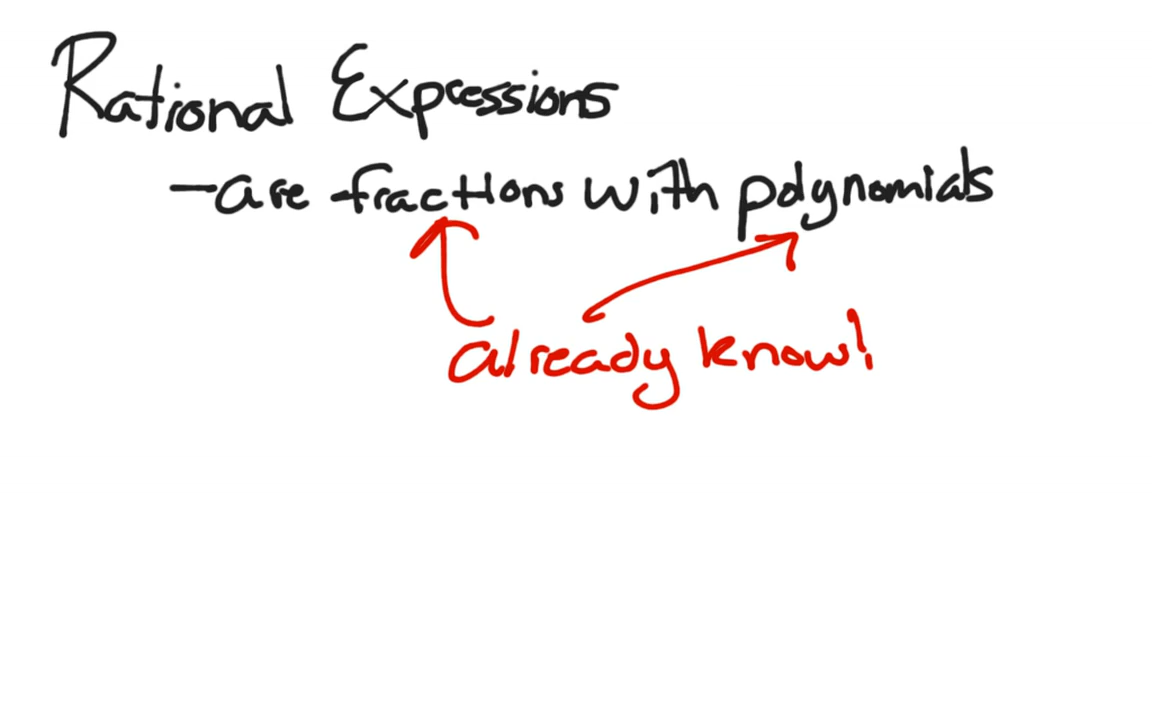 Rational Expressions
- are fractions with polynomials
already know!